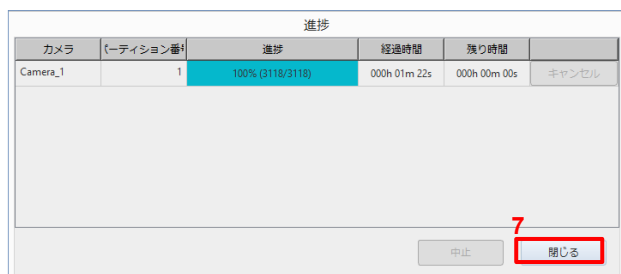 進捗
カメラ パーティション番号 進捗 経過時間 残り時間
Camera_1 1 100% (3118/3118) 000h 01m 22s 000h 00m 00s キャンセル
7
中止 閉じる